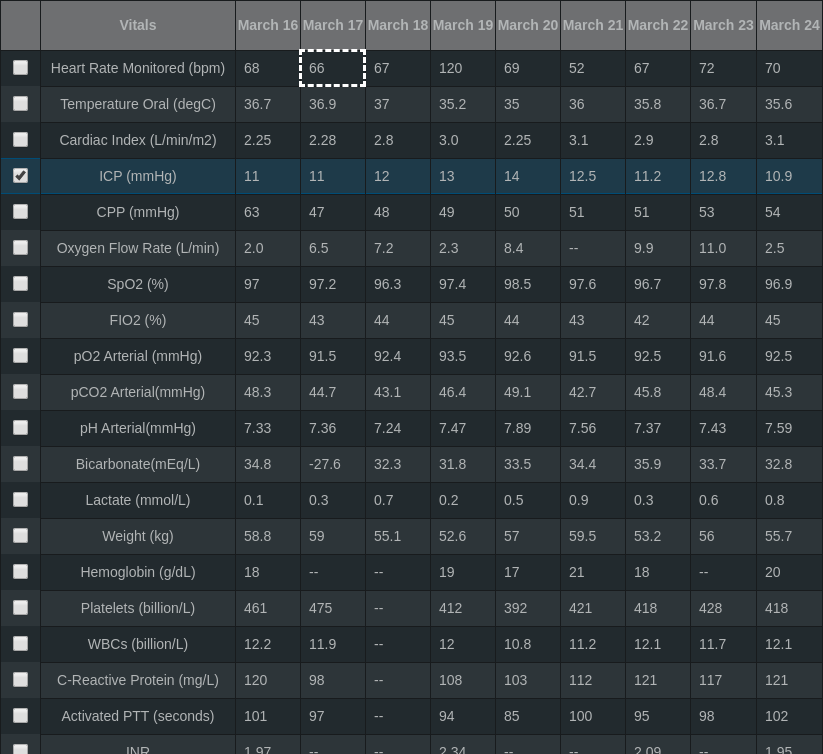 Vitals March 16 March 17 March 18 March 19 March 20 March 21 March 22 March 23 March 24
Heart Rate Monitored (bpm) 68 66 67 120 69 52 67 72 70
Temperature Oral (degC) 36.7 36.9 37 35.2 35 36 35.8 36.7 35.6
Cardiac Index (L/min/m2) 2.25 2.28 2.8 3.0 2.25 3.1 2.9 2.8 3.1
ICP (mmHg) 11 11 12 13 14 12.5 11.2 12.8 10.9
CPP (mmHg) 63 47 48 49 50 51 51 53 54
Oxygen Flow Rate (L/min) 2.0 6.5 7.2 2.3 8.4 -- 9.9 11.0 2.5
SpO2 (%) 97 97.2 96.3 97.4 98.5 97.6 96.7 97.8 96.9
FIO2 (%) 45 43 44 45 44 43 42 44 45
pO2 Arterial (mmHg) 92.3 91.5 92.4 93.5 92.6 91.5 92.5 91.6 92.5
pCO2 Arterial(mmHg) 48.3 44.7 43.1 46.4 49.1 42.7 45.8 48.4 45.3
pH Arterial(mmHg) 7.33 7.36 7.24 7.47 7.89 7.56 7.37 7.43 7.59
Bicarbonate(mEq/L) 34.8 -27.6 32.3 31.8 33.5 34.4 35.9 33.7 32.8
Lactate (mmol/L) 0.1 0.3 0.7 0.2 0.5 0.9 0.3 0.6 0.8
Weight (kg) 58.8 59 55.1 52.6 57 59.5 53.2 56 55.7
Hemoglobin (g/dL) 18 -- -- 19 17 21 18 -- 20
Platelets (billion/L) 461 475 -- 412 392 421 418 428 418
WBCs (billion/L) 12.2 11.9 -- 12 10.8 11.2 12.1 11.7 12.1
C-Reactive Protein (mg/L) 120 98 -- 108 103 112 121 117 121
Activated PTT (seconds) 101 97 -- 94 85 100 95 98 102
INR 1.97 -- -- 2.34 -- -- 2.09 -- 1.95